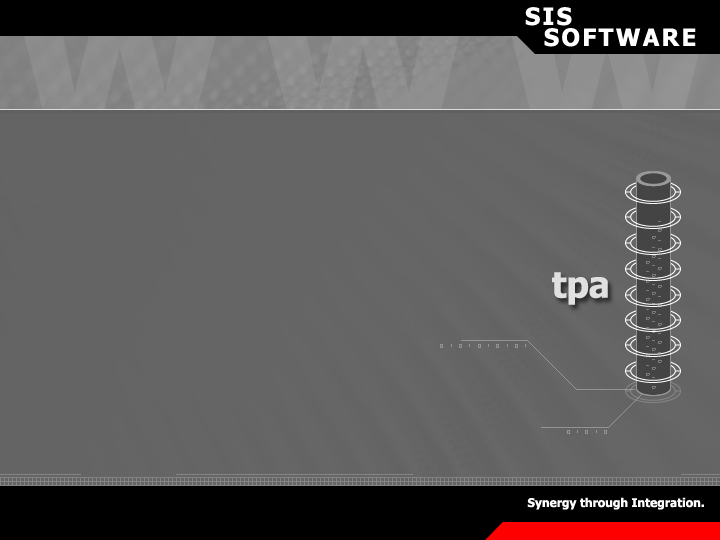 SIS
SOFTWARE
W W W
tpa
Synergy through Integration.